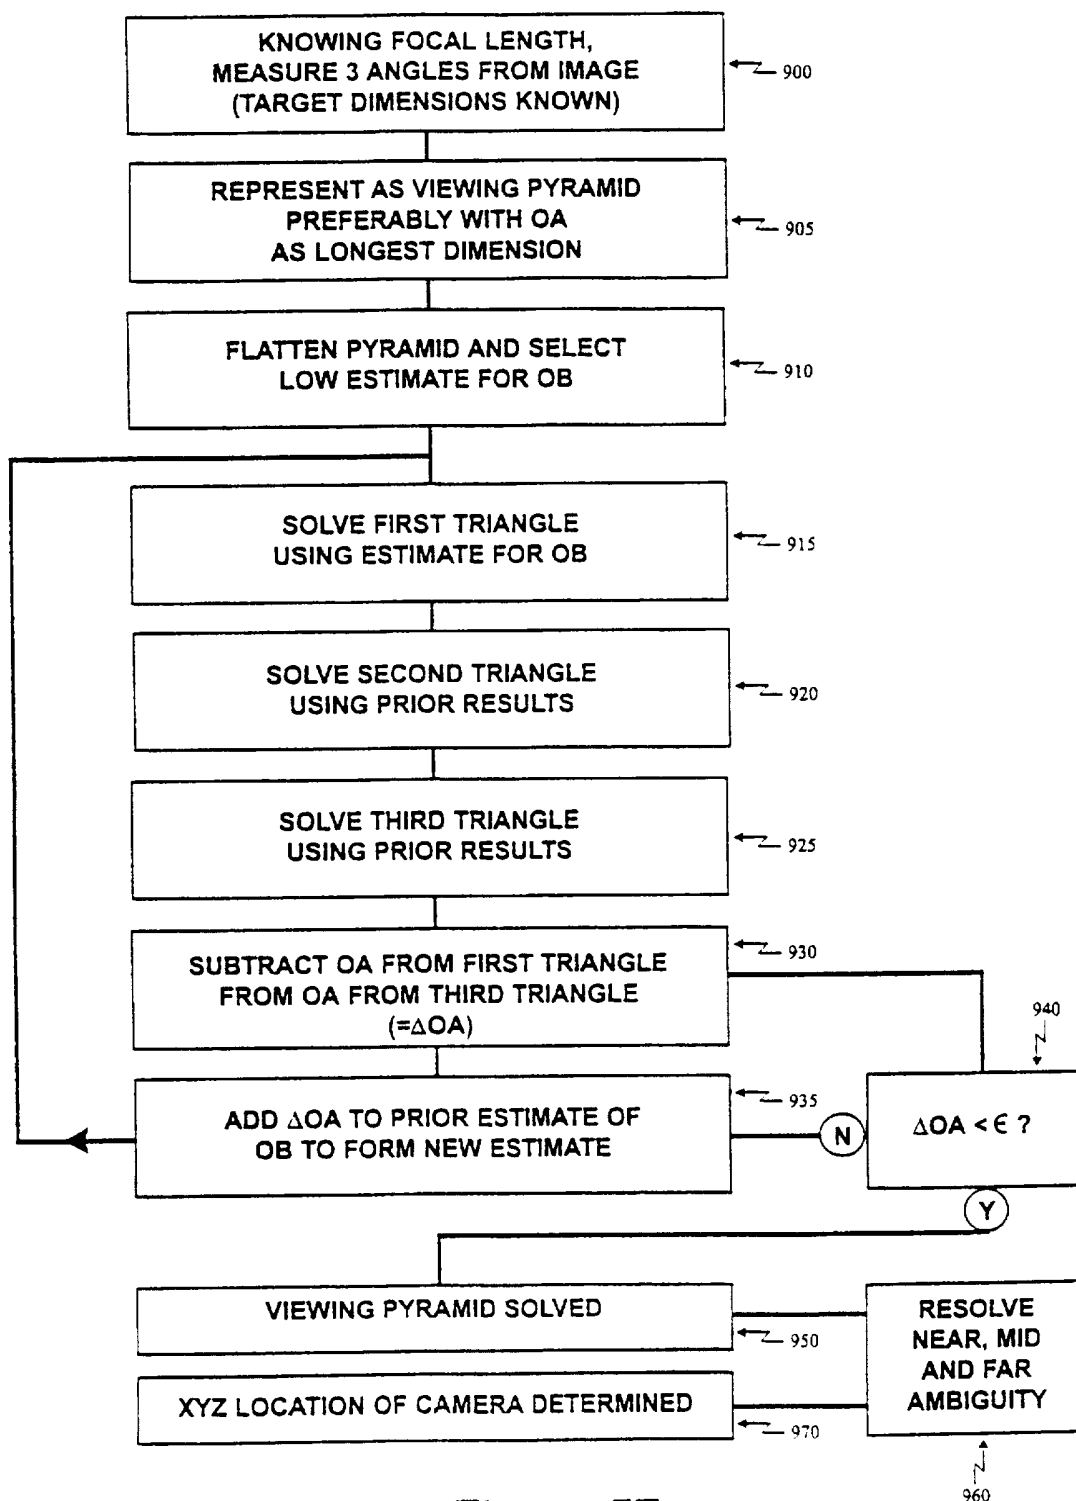 KNOWING FOCAL LENGTH,
MEASURE 3 ANGLES FROM IMAGE
(TARGET DIMENSIONS KNOWN)
900
REPRESENT AS VIEWING PYRAMID
PREFERABLY WITH OA
AS LONGEST DIMENSION
905
FLATTEN PYRAMID AND SELECT
LOW ESTIMATE FOR OB
910
SOLVE FIRST TRIANGLE
USING ESTIMATE FOR OB
915
SOLVE SECOND TRIANGLE
USING PRIOR RESULTS
920
SOLVE THIRD TRIANGLE
USING PRIOR RESULTS
925
SUBTRACT OA FROM FIRST TRIANGLE
FROM OA FROM THIRD TRIANGLE
(=ΔOA)
930
940
ADD ΔOA TO PRIOR ESTIMATE OF
OB TO FORM NEW ESTIMATE
935
N
ΔOA < ϵ ?
Y
VIEWING PYRAMID SOLVED
950
RESOLVE
NEAR, MID
AND FAR
AMBIGUITY
XYZ LOCATION OF CAMERA DETERMINED
970
960